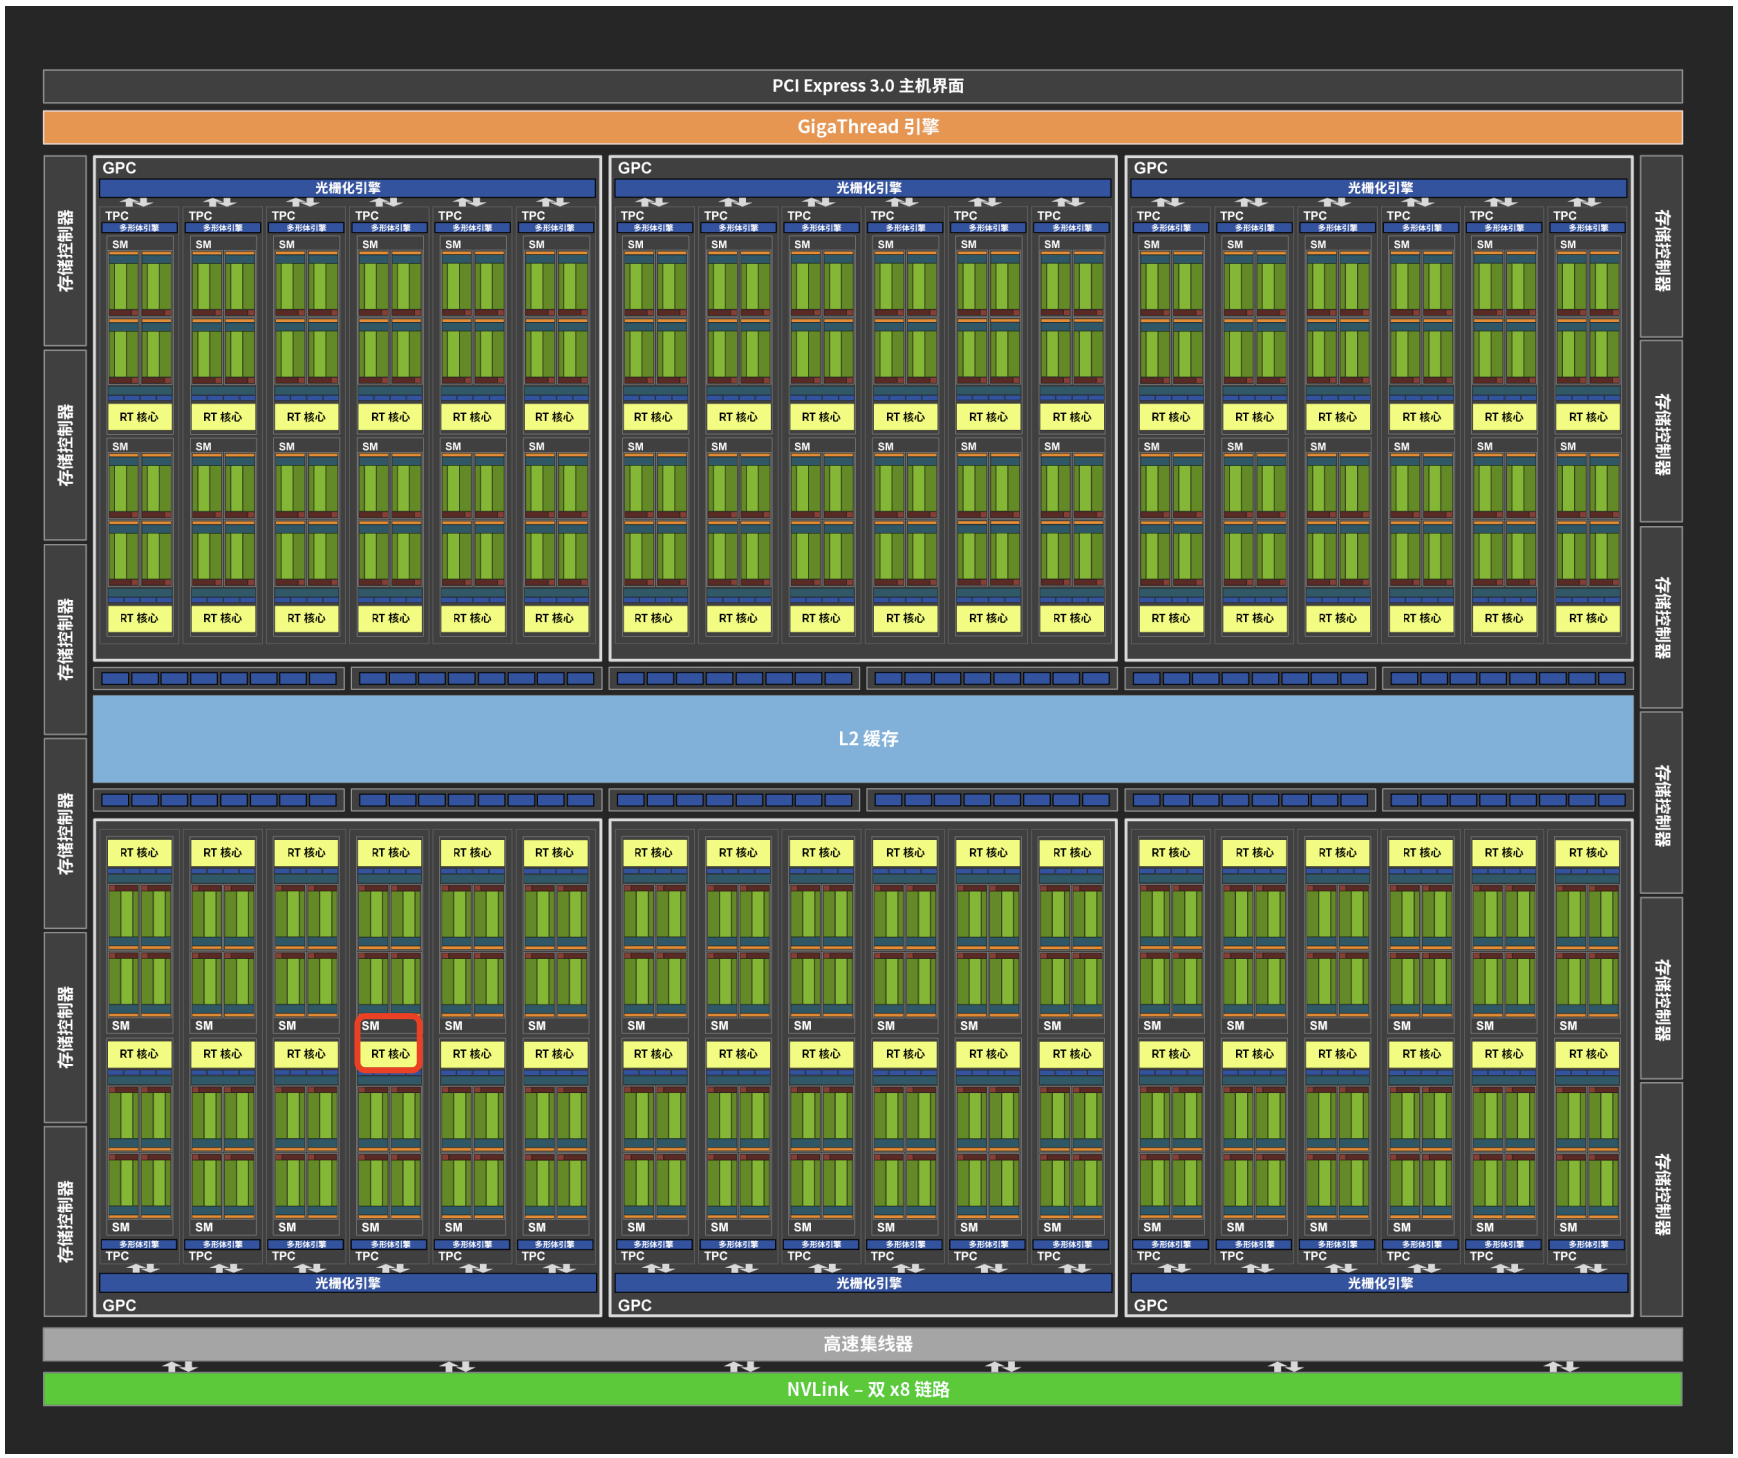 PCI Express 3.0 主机界面
GigaThread 引擎
GPC GPC GPC
光栅化引擎 光栅化引擎 光栅化引擎
TPC TPC TPC TPC TPC TPC TPC TPC TPC TPC TPC TPC TPC TPC TPC TPC TPC TPC
多形体引擎 多形体引擎 多形体引擎 多形体引擎 多形体引擎 多形体引擎 多形体引擎 多形体引擎 多形体引擎 多形体引擎 多形体引擎 多形体引擎 多形体引擎 多形体引擎 多形体引擎 多形体引擎 多形体引擎 多形体引擎
SM SM SM SM SM SM SM SM SM SM SM SM SM SM SM SM SM SM
RT 核心 RT 核心 RT 核心 RT 核心 RT 核心 RT 核心 RT 核心 RT 核心 RT 核心 RT 核心 RT 核心 RT 核心 RT 核心 RT 核心 RT 核心 RT 核心 RT 核心 RT 核心
SM SM SM SM SM SM SM SM SM SM SM SM SM SM SM SM SM SM
RT 核心 RT 核心 RT 核心 RT 核心 RT 核心 RT 核心 RT 核心 RT 核心 RT 核心 RT 核心 RT 核心 RT 核心 RT 核心 RT 核心 RT 核心 RT 核心 RT 核心 RT 核心
L2 缓存
RT 核心 RT 核心 RT 核心 RT 核心 RT 核心 RT 核心 RT 核心 RT 核心 RT 核心 RT 核心 RT 核心 RT 核心 RT 核心 RT 核心 RT 核心 RT 核心 RT 核心 RT 核心
SM SM SM SM SM SM SM SM SM SM SM SM SM SM SM SM SM SM
RT 核心 RT 核心 RT 核心 RT 核心 RT 核心 RT 核心 RT 核心 RT 核心 RT 核心 RT 核心 RT 核心 RT 核心 RT 核心 RT 核心 RT 核心 RT 核心 RT 核心 RT 核心
SM SM SM SM SM SM SM SM SM SM SM SM SM SM SM SM SM SM
多形体引擎 多形体引擎 多形体引擎 多形体引擎 多形体引擎 多形体引擎 多形体引擎 多形体引擎 多形体引擎 多形体引擎 多形体引擎 多形体引擎 多形体引擎 多形体引擎 多形体引擎 多形体引擎 多形体引擎 多形体引擎
TPC TPC TPC TPC TPC TPC TPC TPC TPC TPC TPC TPC TPC TPC TPC TPC TPC TPC
光栅化引擎 光栅化引擎 光栅化引擎
GPC GPC GPC
存储控制器
存储控制器
存储控制器
存储控制器
存储控制器
存储控制器
存储控制器
存储控制器
存储控制器
存储控制器
存储控制器
存储控制器
高速集线器
NVLink – 双 x8 链路